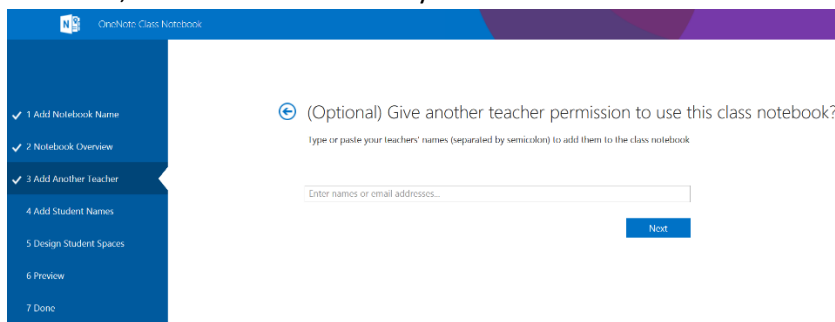 OneNote Class Notebook
1 Add Notebook Name
2 Notebook Overview
3 Add Another Teacher
4 Add Student Names
5 Design Student Spaces
6 Preview
7 Done
(Optional) Give another teacher permission to use this class notebook?
Type or paste your teachers' names (separated by semicolon) to add them to the class notebook
Enter names or email addresses...
Next